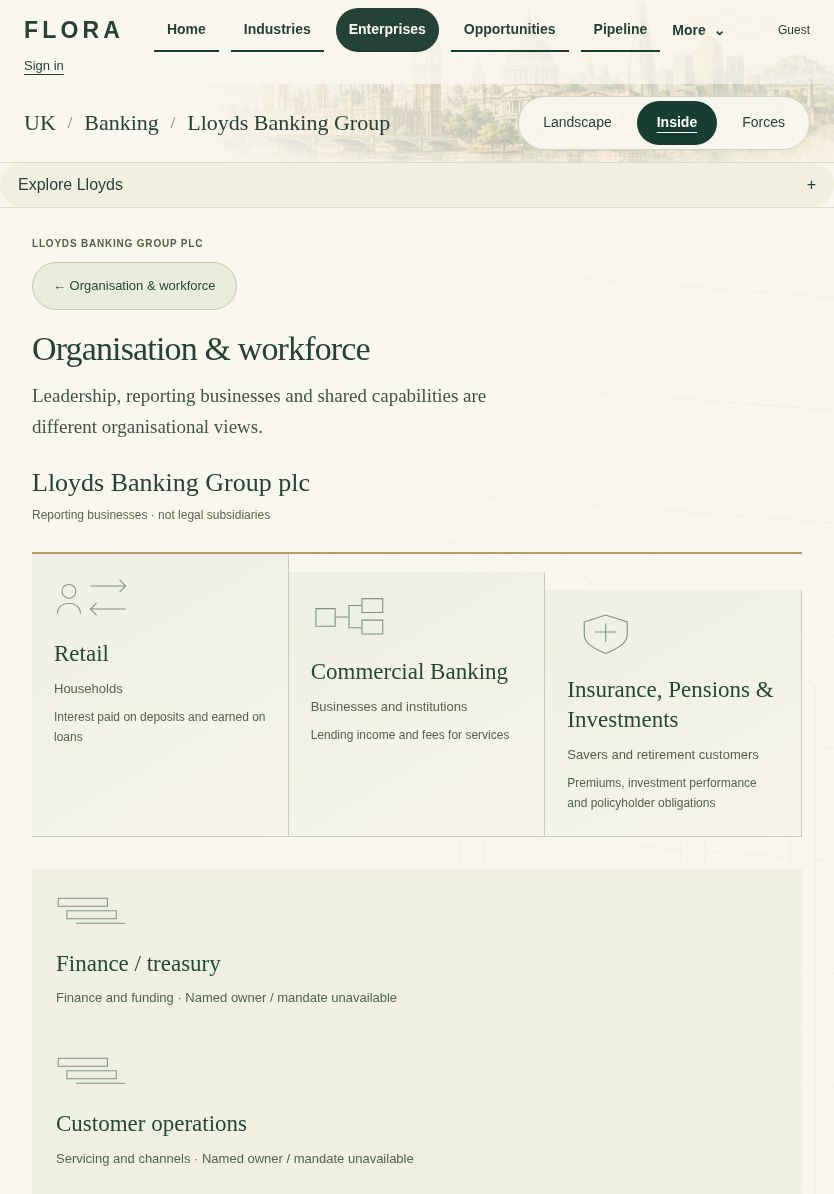 FLORA
Home
Industries
Enterprises
Opportunities
Pipeline
More
Guest
Sign in
UK / Banking / Lloyds Banking Group
Landscape
Inside
Forces
Explore Lloyds
+
LLOYDS BANKING GROUP PLC
← Organisation & workforce
Organisation & workforce
Leadership, reporting businesses and shared capabilities are
different organisational views.
Lloyds Banking Group plc
Reporting businesses · not legal subsidiaries
Retail
Households
Interest paid on deposits and earned on
loans
Commercial Banking
Businesses and institutions
Lending income and fees for services
Insurance, Pensions &
Investments
Savers and retirement customers
Premiums, investment performance
and policyholder obligations
Finance / treasury
Finance and funding · Named owner / mandate unavailable
Customer operations
Servicing and channels · Named owner / mandate unavailable